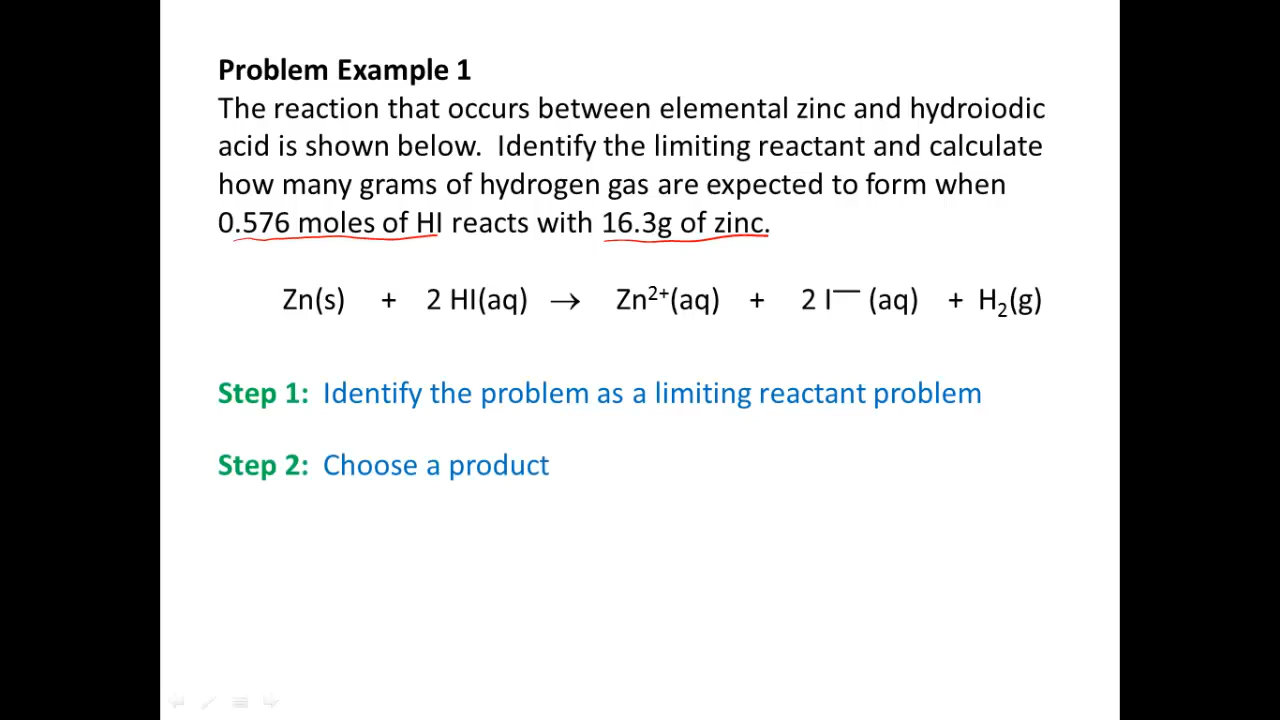 Problem Example 1
The reaction that occurs between elemental zinc and hydroiodic
acid is shown below.  Identify the limiting reactant and calculate
how many grams of hydrogen gas are expected to form when
0.576 moles of HI reacts with 16.3g of zinc.
Zn(s) + 2 HI(aq) → Zn²⁺(aq) + 2 I⁻ (aq) + H₂(g)
Step 1: Identify the problem as a limiting reactant problem
Step 2: Choose a product